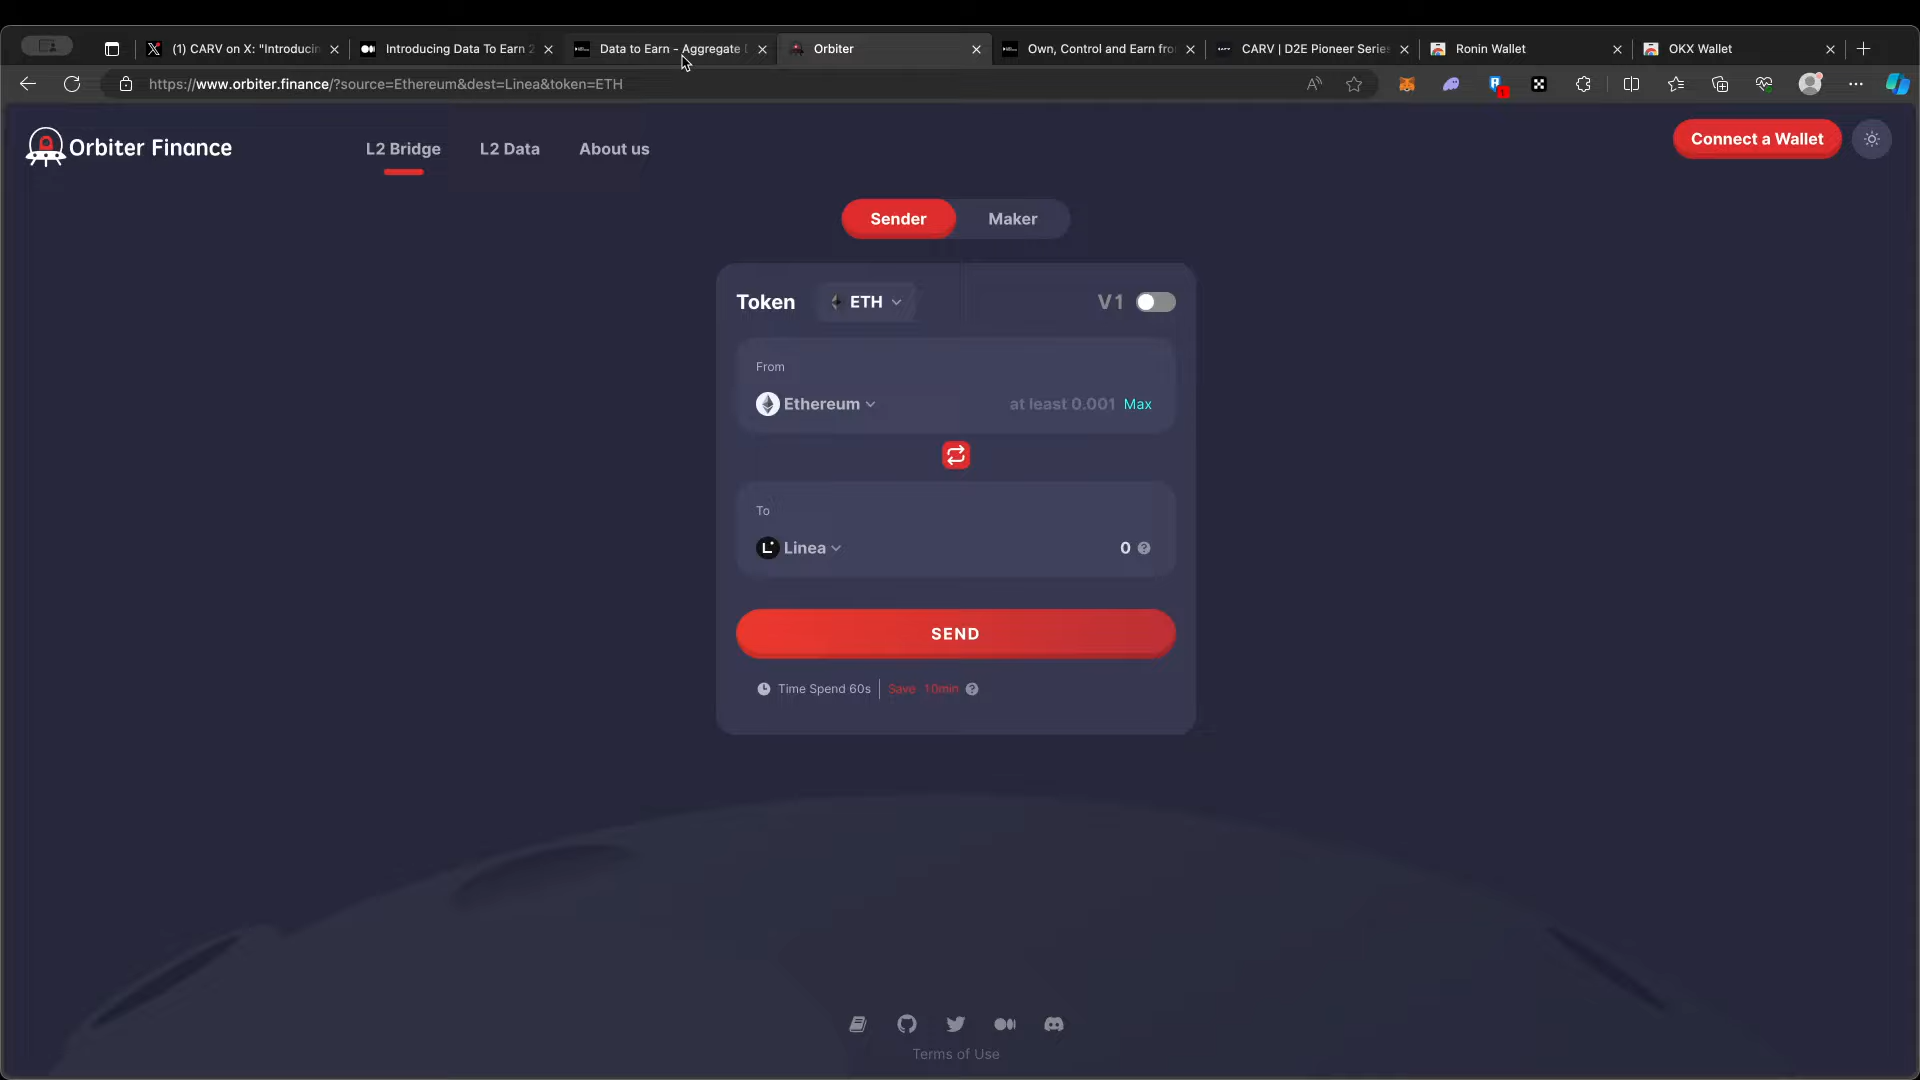 (1) CARV on X: "Introducin
Introducing Data To Earn 2
Data to Earn - Aggregate D
Orbiter
Own, Control and Earn fro
CARV | D2E Pioneer Series
Ronin Wallet
OKX Wallet
https://www.orbiter.finance/?source=Ethereum&dest=Linea&token=ETH
1
Orbiter Finance
L2 Bridge
L2 Data
About us
Connect a Wallet
Sender
Maker
Token
ETH
V1
From
Ethereum
at least 0.001
Max
To
Linea
0
SEND
Time Spend 60s
Save 10min
Terms of Use